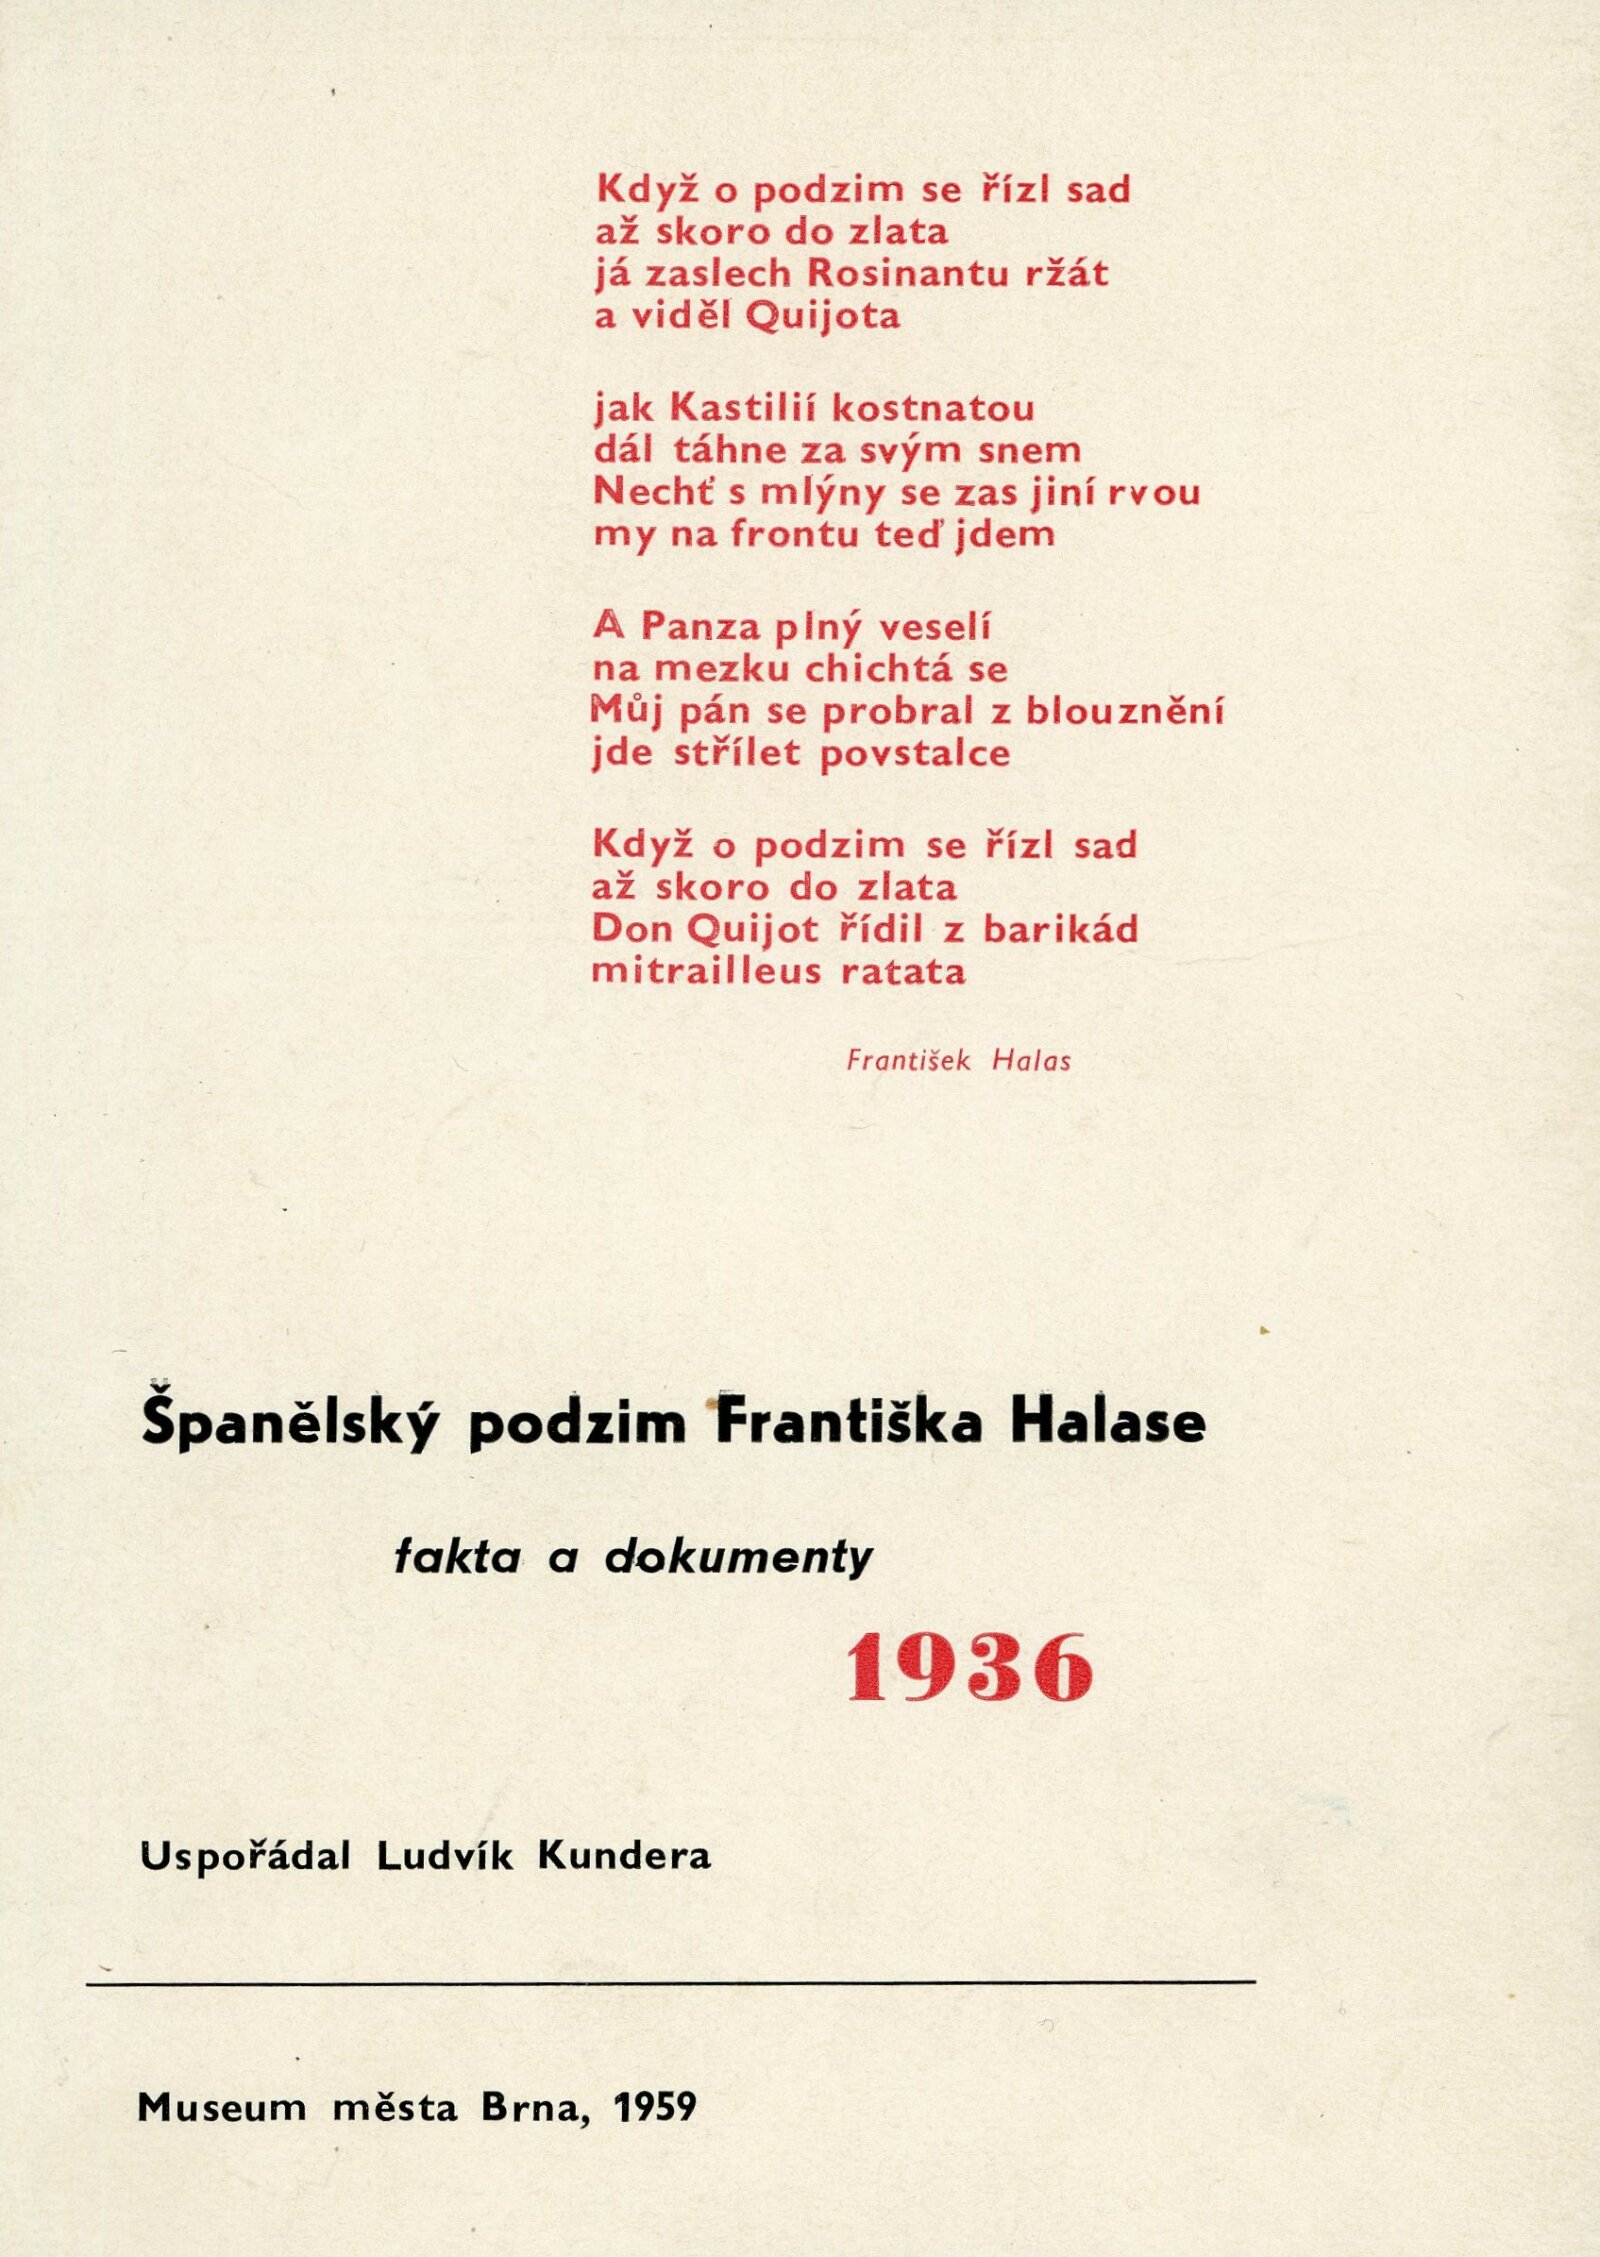 Když o podzim se řízl sad
až skoro do zlata
já zaslech Rosinantu ržát
a viděl Quijota
jak Kastilií kostnatou
dál táhne za svým snem
Nechť s mlýny se zas jiní rvou
my na frontu teď jdem
A Panza plný veselí
na mezku chichtá se
Můj pán se probral z blouznění
jde střílet povstalce
Když o podzim se řízl sad
až skoro do zlata
Don Quijot řídil z barikád
mitrailleus ratata
František Halas
Španělský podzim Františka Halase
fakta a dokumenty
1936
Uspořádal Ludvík Kundera
Museum města Brna, 1959